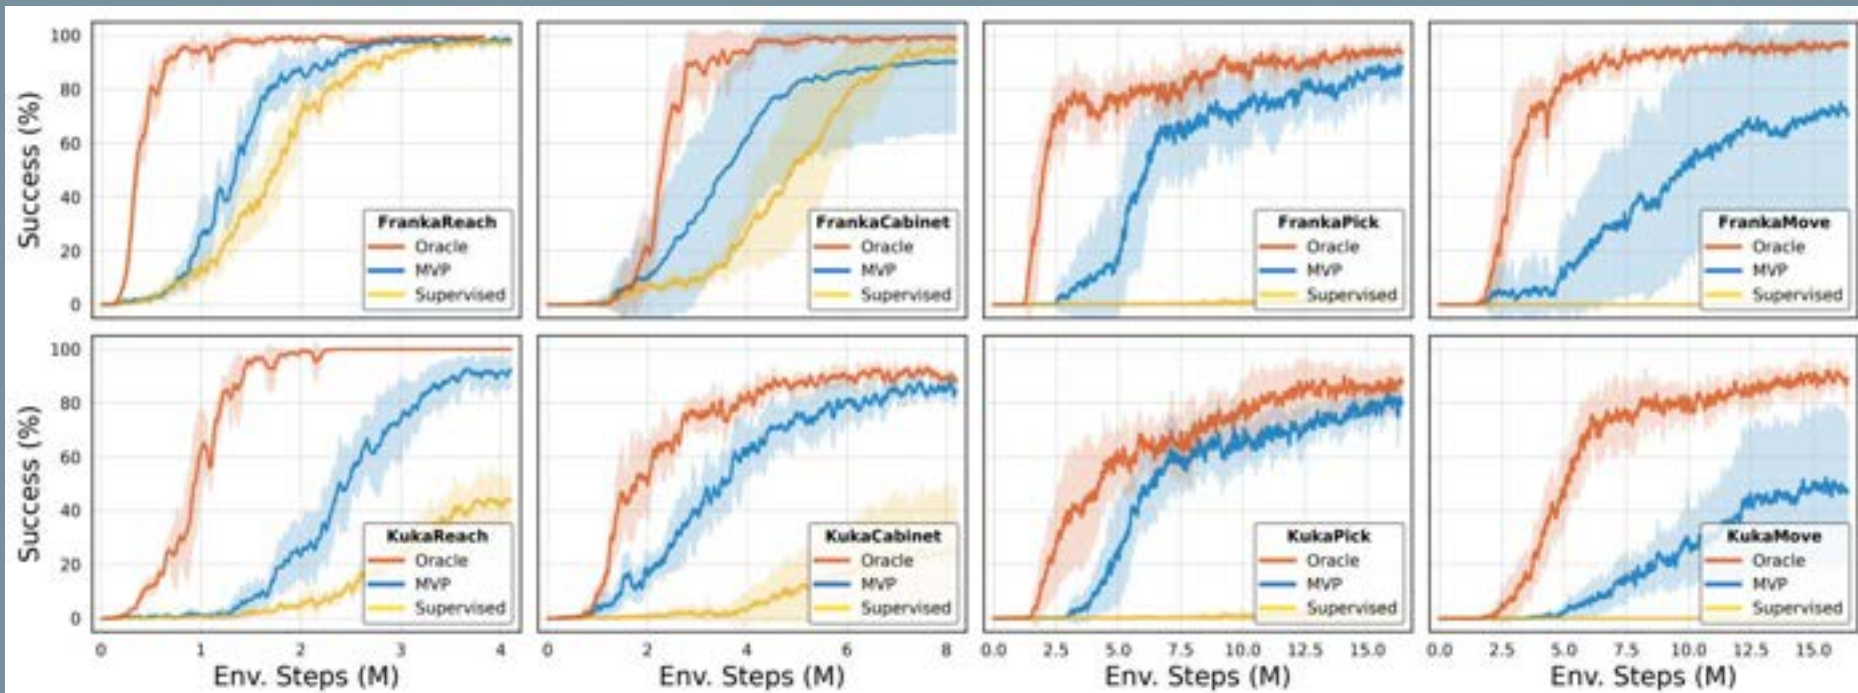 100
80
60
40
20
0
Success (%)
FrankaReach
Oracle
MVP
Supervised
FrankaCabinet
Oracle
MVP
Supervised
FrankaPick
Oracle
MVP
Supervised
FrankaMove
Oracle
MVP
Supervised
100
80
60
40
20
0
Success (%)
KukaReach
Oracle
MVP
Supervised
0 1 2 3 4
Env. Steps (M)
KukaCabinet
Oracle
MVP
Supervised
0 2 4 6 8
Env. Steps (M)
KukaPick
Oracle
MVP
Supervised
0.0 2.5 5.0 7.5 10.0 12.5 15.0
Env. Steps (M)
KukaMove
Oracle
MVP
Supervised
0.0 2.5 5.0 7.5 10.0 12.5 15.0
Env. Steps (M)